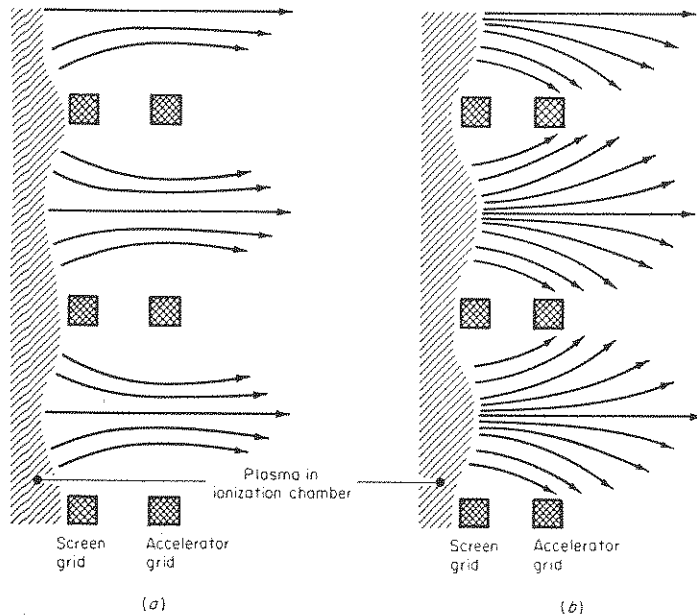 Plasma in
ionization chamber
Screen
grid
Accelerator
grid
Screen
grid
Accelerator
grid
(a)
(b)